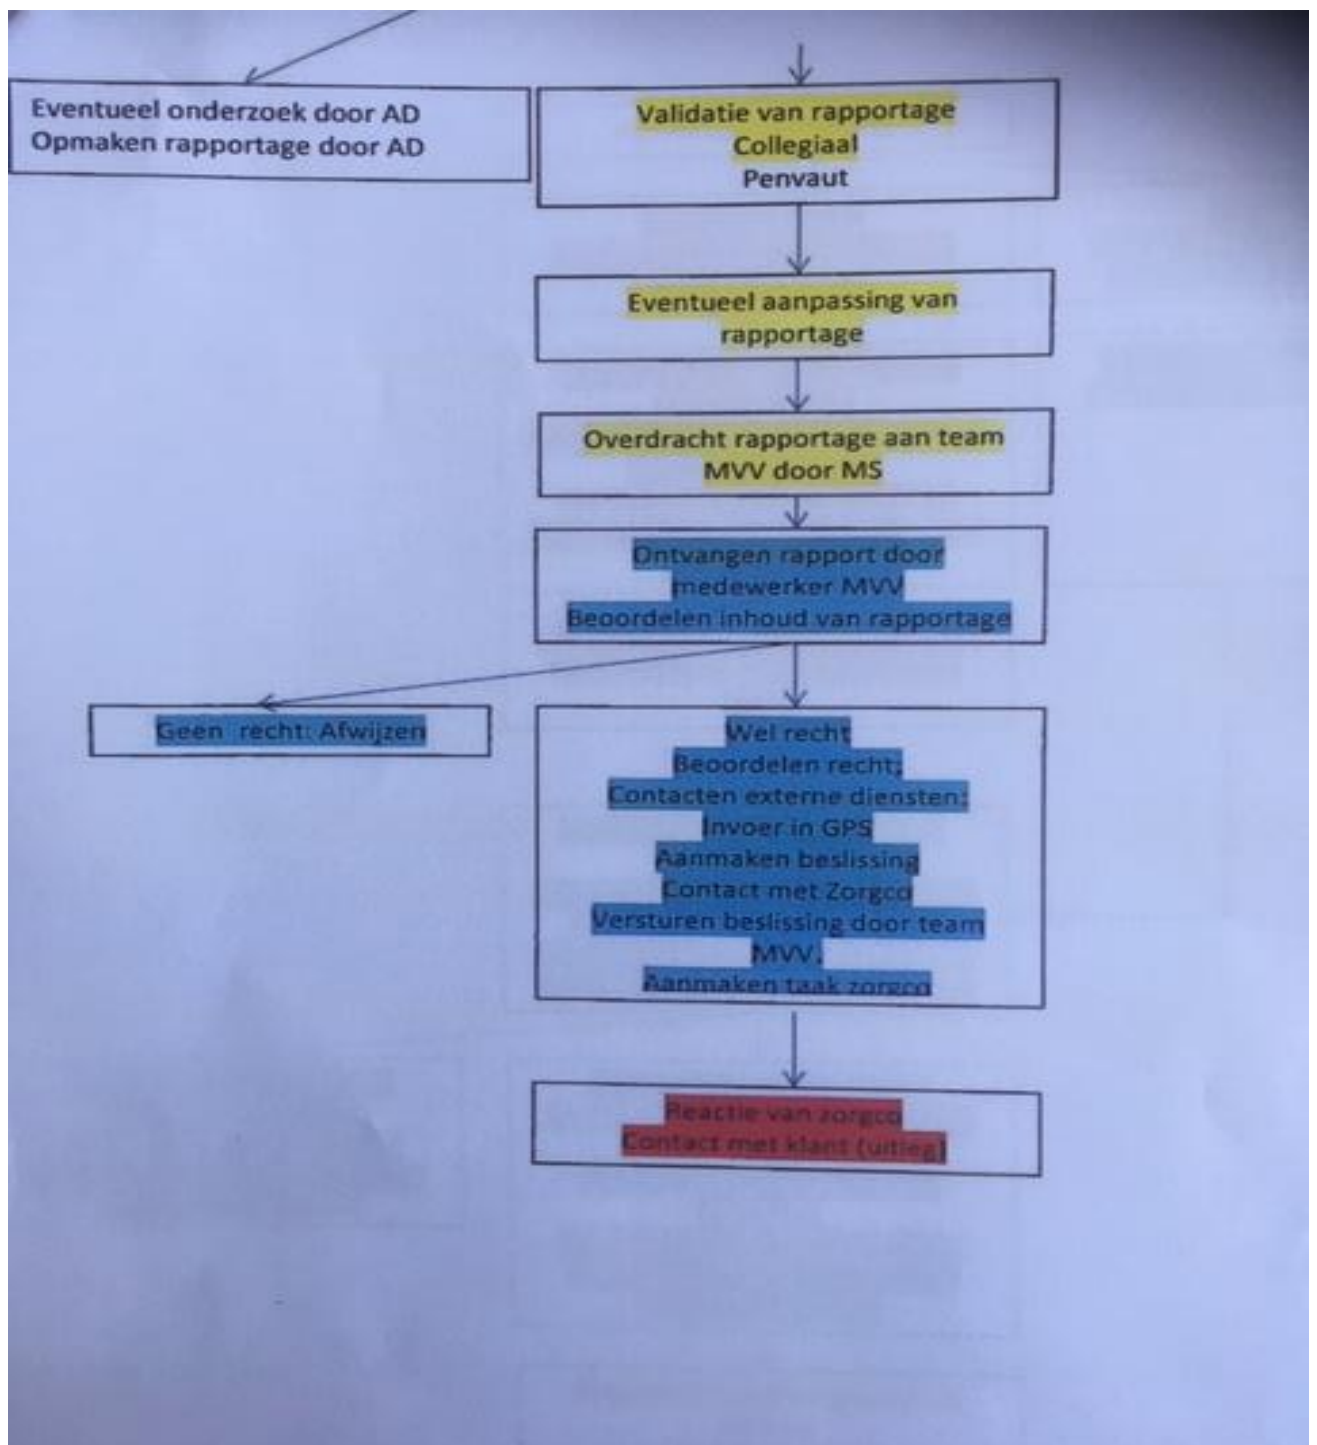 Eventueel onderzoek door AD
Opmaken rapportage door AD
Validatie van rapportage
Collegiaal
Penvaut
Eventueel aanpassing van
rapportage
Overdracht rapportage aan team
MVV door MS
Ontvangen rapport door
medewerker MVV
Beoordelen inhoud van rapportage
Geen recht: Afwijzen
Wel recht
Beoordelen recht;
Contacten externe diensten;
Invoer in GPS
Aanmaken beslissing
Contact met Zorgco
Versturen beslissing door team
MVV.
Aanmaken taak zorgco
Reactie van zorgco
Contact met klant (uitleg)